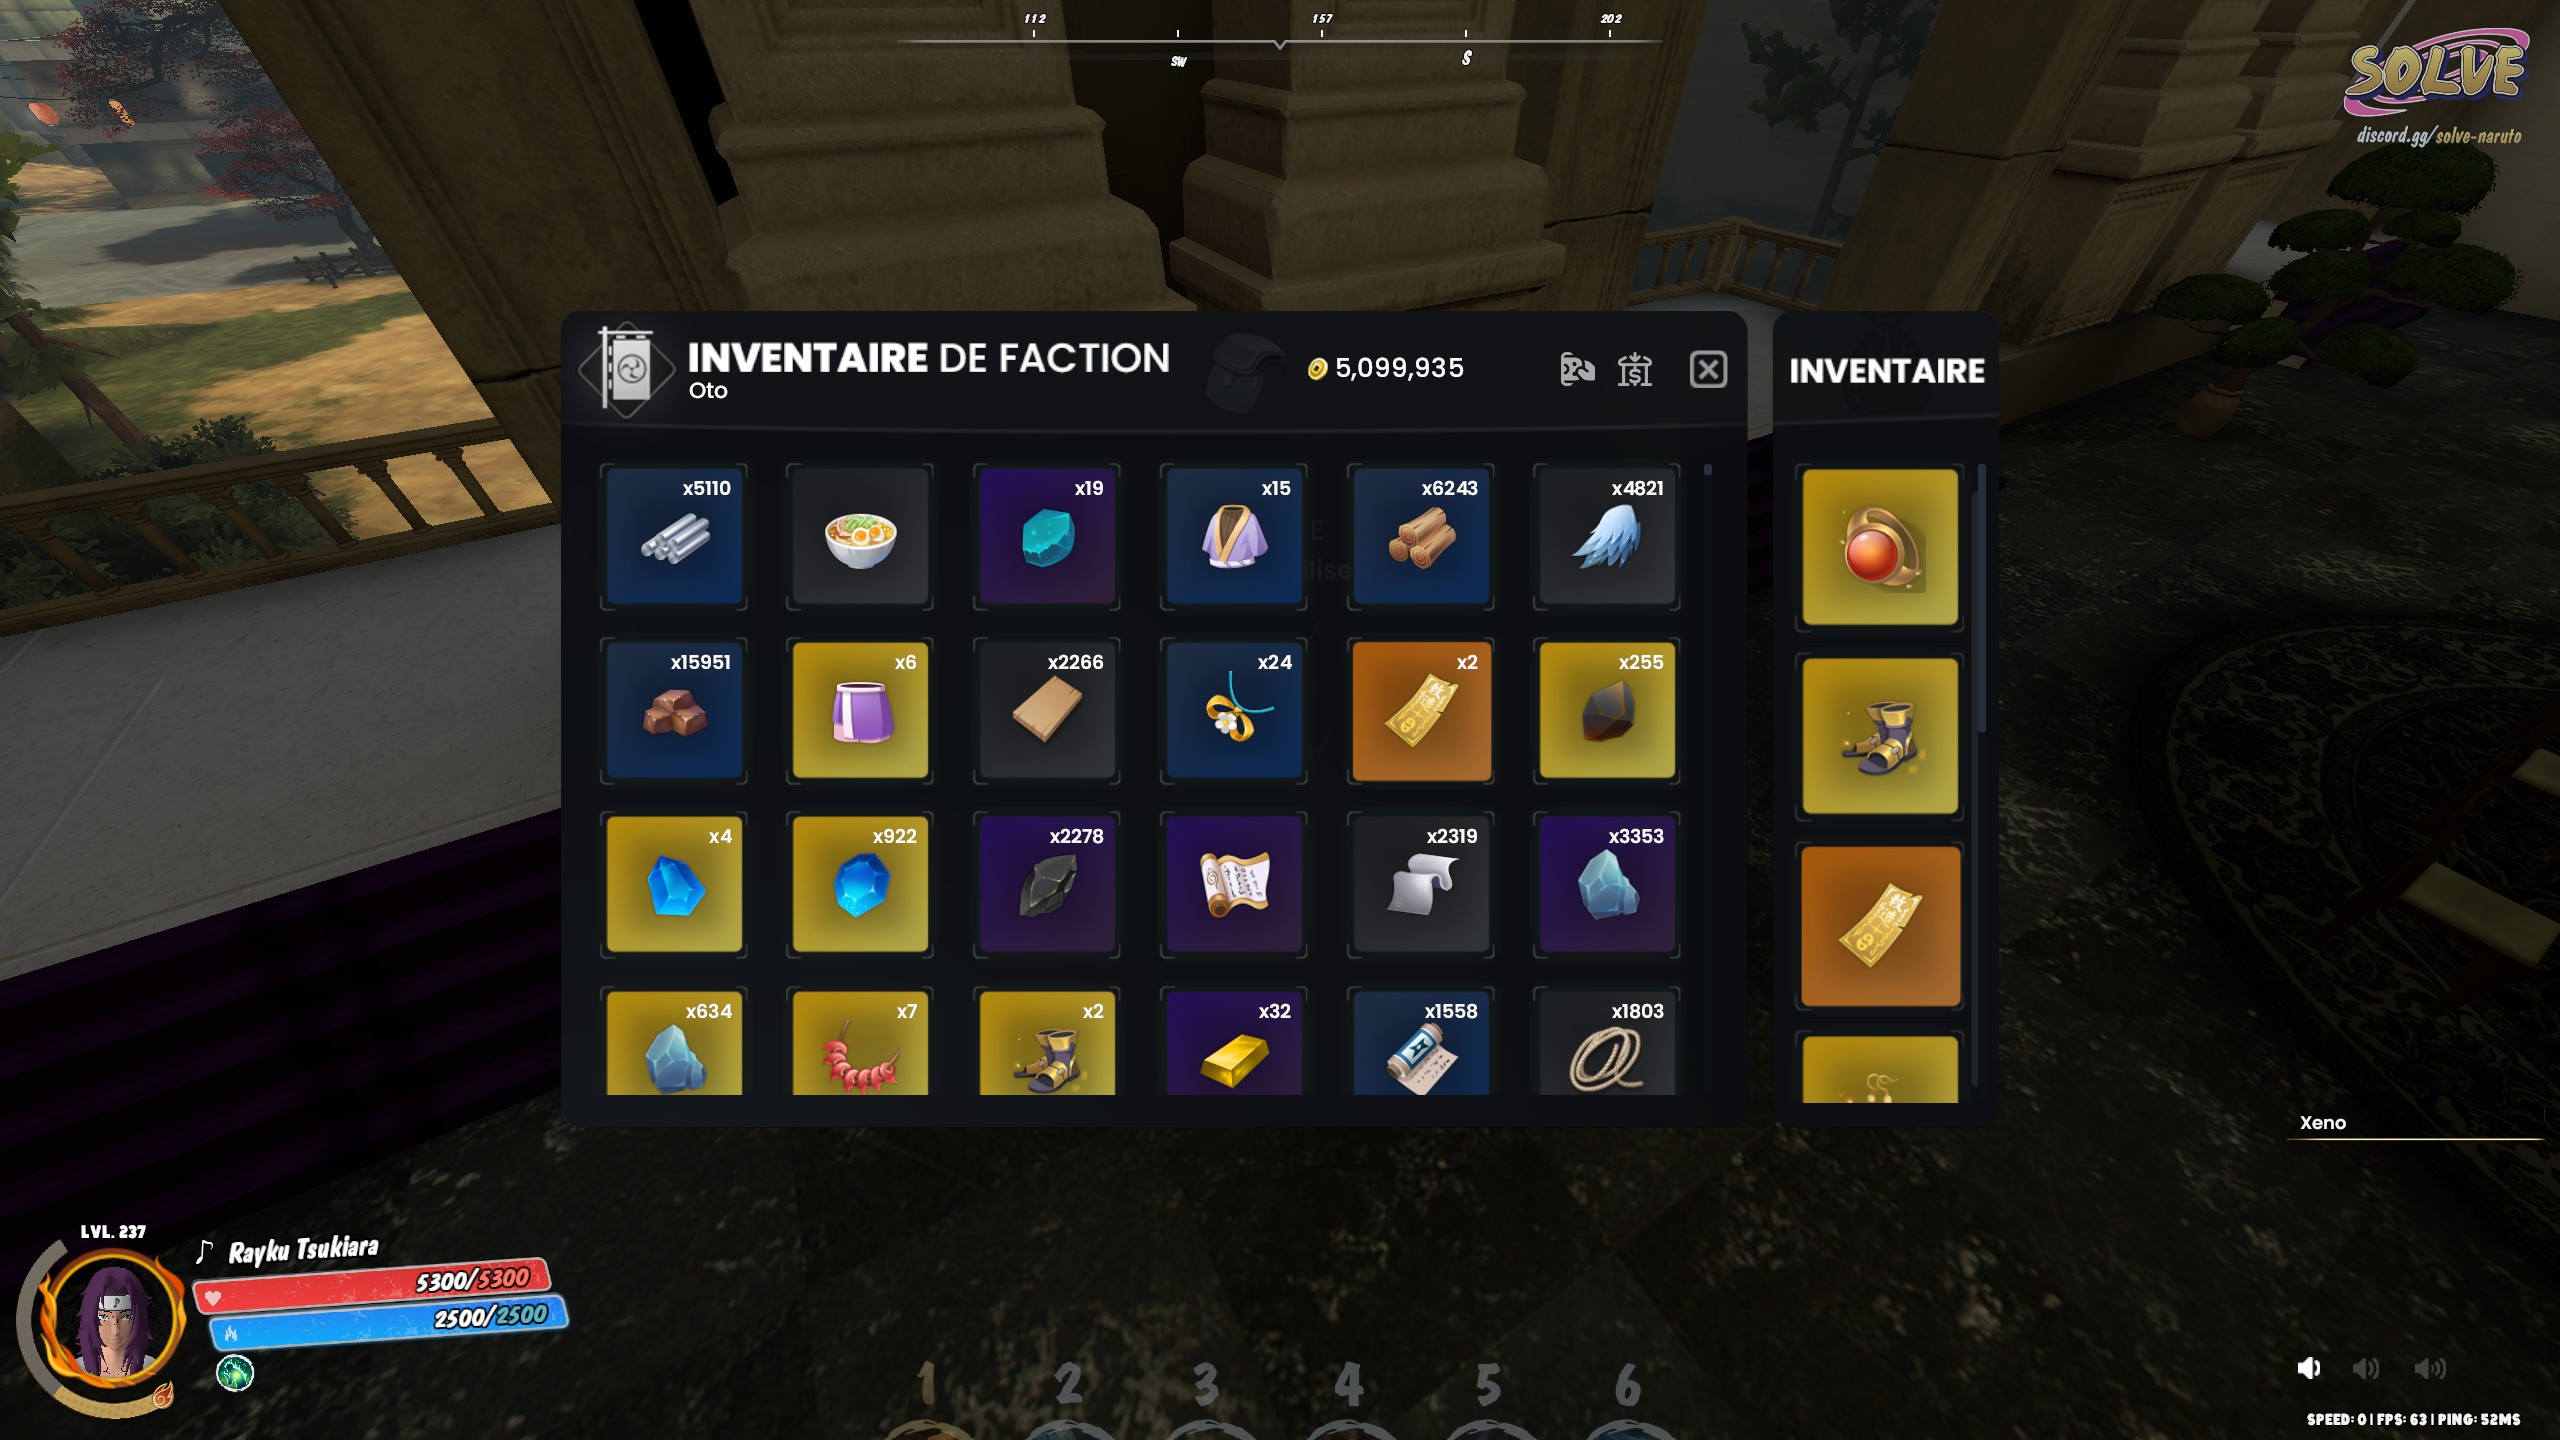 112
157
202
SW
S
SOLVE
discord.gg/solve-naruto
INVENTAIRE DE FACTION
Oto
5,099,935
INVENTAIRE
x5110
x19
x15
x6243
x4821
x15951
x6
x2266
x24
x2
x255
x4
x922
x2278
x2319
x3353
x634
x7
x2
x32
x1558
x1803
Xeno
LVL. 237
Rayku Tsukiara
5300/5300
2500/2500
1
2
3
4
5
6
SPEED: 0 | FPS: 63 | PING: 52MS